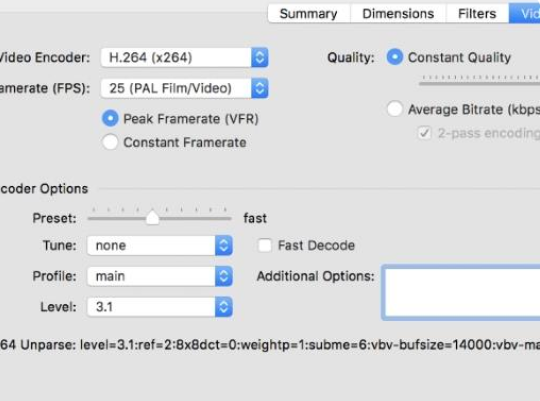 Summary Dimensions Filters
Video Encoder: H.264 (x264) Quality: Constant Quality
(FPS): 25 (PAL Film/Video)
Peak Framerate (VFR) Average Bitrate (kbps
Constant Framerate 2-pass encoding
Options
Preset: fast
Tune: none Fast Decode
Profile: main Additional Options:
Level: 3.1
64 Unparse: level=3.1:ref=2:8x8dct=0:weightp=1:subme=6:vbv-bufsize=14000:vbv-ma